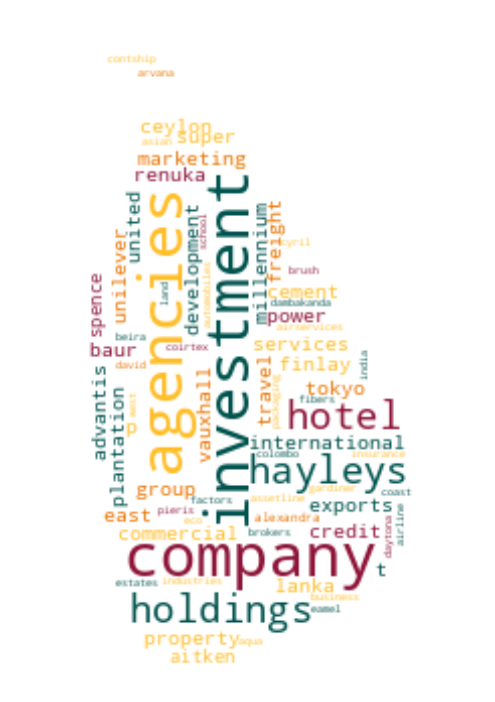 contship
arvana
ceylon
asian
super
marketing
renuka
united
agencies
investment
development
school
unilever
land
automobiles
millennium
freight
cyril
brush
spence
cement
dambakanda
power
airservices
beira
baur
coirtex
services
david
finlay
india
advantis
plantation
vauxhall
travel
packaging
tokyo
fibers
p
hotel
international
hayleys
colombo
insurance
group
factors
assetline
gardiner
coast
exports
east
pieris
eco
alexandra
commercial
brokers
credit
daytona
airline
company
t
estates
industries
lanka
business
holdings
eamel
property
aqua
aitken